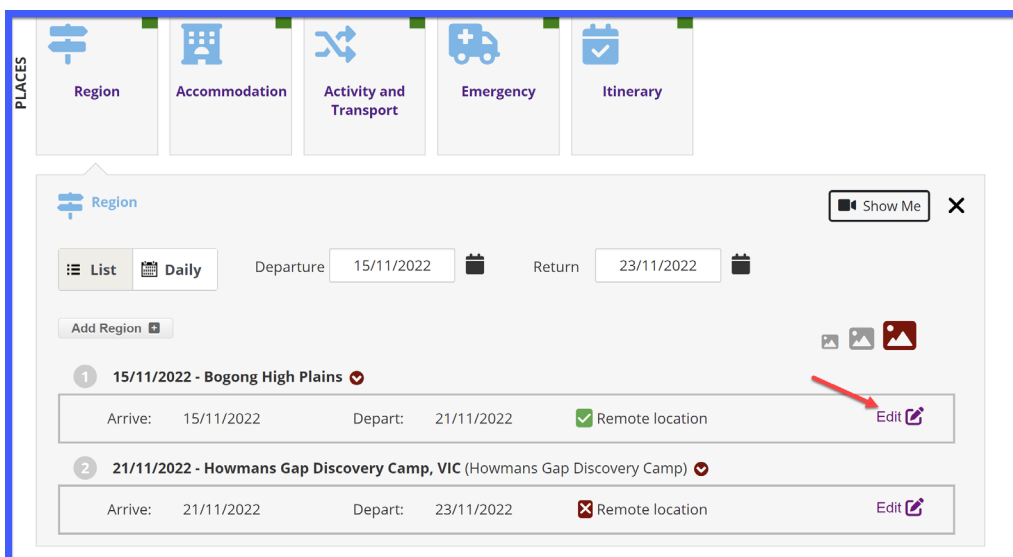 PLACES
Region
Accommodation
Activity and
Transport
Emergency
Itinerary
Region
Show Me
List
Daily
Departure
15/11/2022
Return
23/11/2022
Add Region
1
15/11/2022 - Bogong High Plains
Arrive: 15/11/2022 Depart: 21/11/2022 Remote location Edit
2
21/11/2022 - Howmans Gap Discovery Camp, VIC (Howmans Gap Discovery Camp)
Arrive: 21/11/2022 Depart: 23/11/2022 Remote location Edit